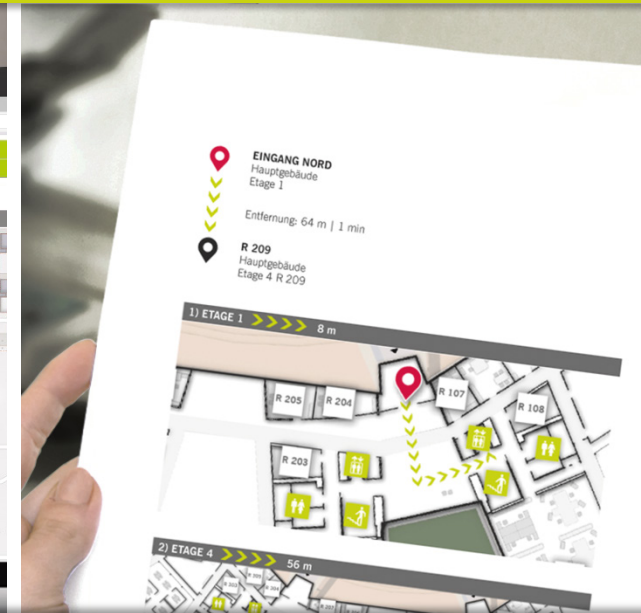 EINGANG NORD
Hauptgebäude
Etage 1
Entfernung: 64 m | 1 min
R 209
Hauptgebäude
Etage 4 R 209
1) ETAGE 1
8 m
R 205
R 204
R 107
R 108
R 203
2) ETAGE 4
56 m